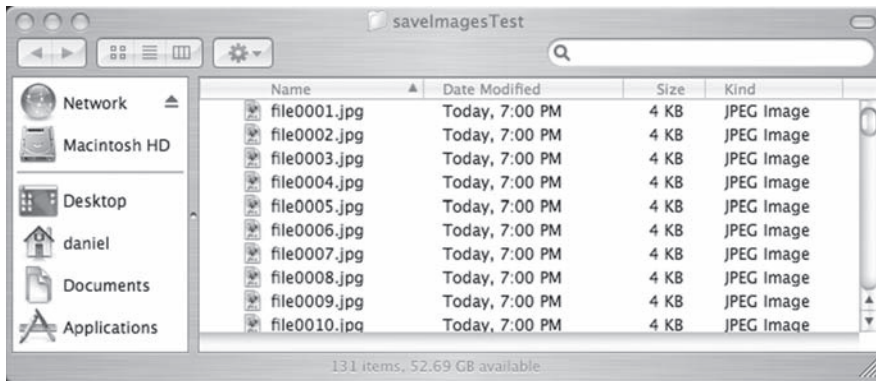 saveImagesTest
Network
Macintosh HD
Desktop
daniel
Documents
Applications
Name Date Modified Size Kind
file0001.jpg Today, 7:00 PM 4 KB JPEG Image
file0002.jpg Today, 7:00 PM 4 KB JPEG Image
file0003.jpg Today, 7:00 PM 4 KB JPEG Image
file0004.jpg Today, 7:00 PM 4 KB JPEG Image
file0005.jpg Today, 7:00 PM 4 KB JPEG Image
file0006.jpg Today, 7:00 PM 4 KB JPEG Image
file0007.jpg Today, 7:00 PM 4 KB JPEG Image
file0008.jpg Today, 7:00 PM 4 KB JPEG Image
file0009.jpg Today, 7:00 PM 4 KB JPEG Image
file0010.jpg Today, 7:00 PM 4 KB JPEG Image
131 items, 52.69 GB available